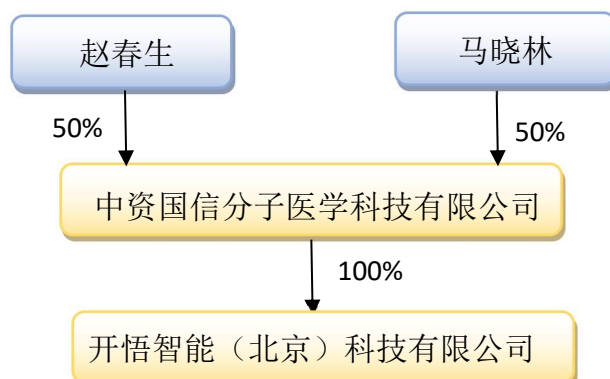 赵春生
马晓林
50%
50%
中资国信分子医学科技有限公司
100%
开悟智能（北京）科技有限公司